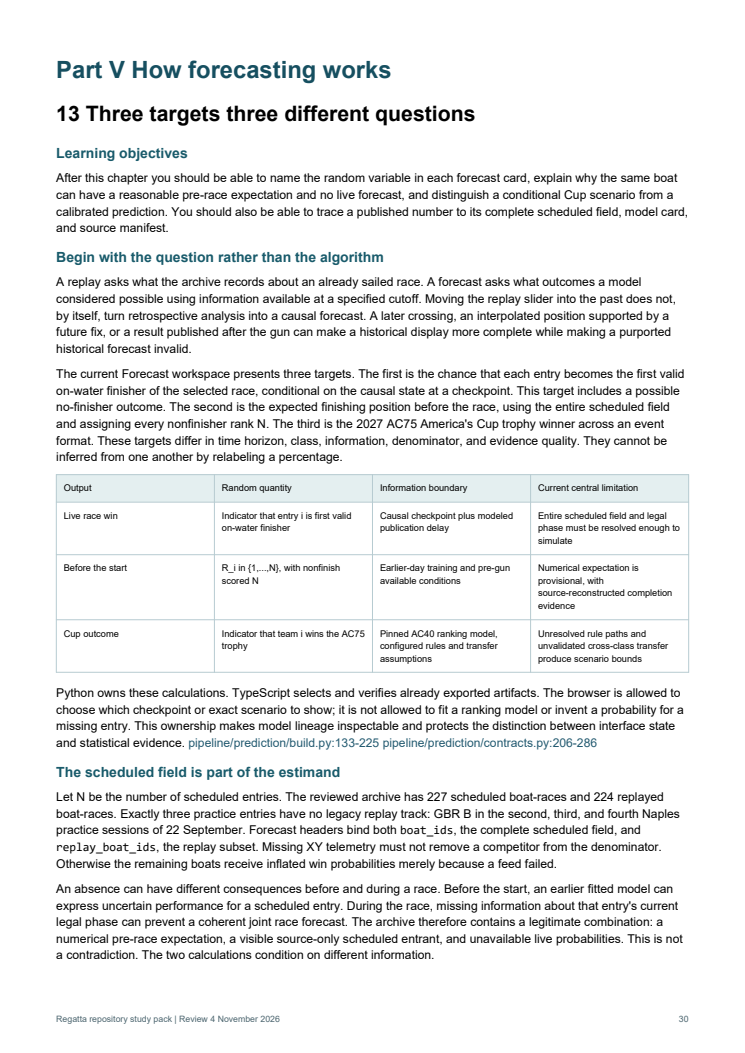 Part V How forecasting works
13 Three targets three different questions
Learning objectives
After this chapter you should be able to name the random variable in each forecast card, explain why the same boat
can have a reasonable pre-race expectation and no live forecast, and distinguish a conditional Cup scenario from a
calibrated prediction. You should also be able to trace a published number to its complete scheduled field, model card,
and source manifest.
Begin with the question rather than the algorithm
A replay asks what the archive records about an already sailed race. A forecast asks what outcomes a model
considered possible using information available at a specified cutoff. Moving the replay slider into the past does not,
by itself, turn retrospective analysis into a causal forecast. A later crossing, an interpolated position supported by a
future fix, or a result published after the gun can make a historical display more complete while making a purported
historical forecast invalid.
The current Forecast workspace presents three targets. The first is the chance that each entry becomes the first valid
on-water finisher of the selected race, conditional on the causal state at a checkpoint. This target includes a possible
no-finisher outcome. The second is the expected finishing position before the race, using the entire scheduled field
and assigning every nonfinisher rank N. The third is the 2027 AC75 America's Cup trophy winner across an event
format. These targets differ in time horizon, class, information, denominator, and evidence quality. They cannot be
inferred from one another by relabeling a percentage.
Output Random quantity Information boundary Current central limitation
Live race win Indicator that entry i is first valid Causal checkpoint plus modeled Entire scheduled field and legal
on-water finisher publication delay phase must be resolved enough to
simulate
Before the start R_i in {1,...,N}, with nonfinish Earlier-day training and pre-gun Numerical expectation is
scored N available conditions provisional, with
source-reconstructed completion
evidence
Cup outcome Indicator that team i wins the AC75 Pinned AC40 ranking model, Unresolved rule paths and
trophy configured rules and transfer unvalidated cross-class transfer
assumptions produce scenario bounds
Python owns these calculations. TypeScript selects and verifies already exported artifacts. The browser is allowed to
choose which checkpoint or exact scenario to show; it is not allowed to fit a ranking model or invent a probability for a
missing entry. This ownership makes model lineage inspectable and protects the distinction between interface state
and statistical evidence. pipeline/prediction/build.py:133-225 pipeline/prediction/contracts.py:206-286
The scheduled field is part of the estimand
Let N be the number of scheduled entries. The reviewed archive has 227 scheduled boat-races and 224 replayed
boat-races. Exactly three practice entries have no legacy replay track: GBR B in the second, third, and fourth Naples
practice sessions of 22 September. Forecast headers bind both boat_ids, the complete scheduled field, and
replay_boat_ids, the replay subset. Missing XY telemetry must not remove a competitor from the denominator.
Otherwise the remaining boats receive inflated win probabilities merely because a feed failed.
An absence can have different consequences before and during a race. Before the start, an earlier fitted model can
express uncertain performance for a scheduled entry. During the race, missing information about that entry's current
legal phase can prevent a coherent joint race forecast. The archive therefore contains a legitimate combination: a
numerical pre-race expectation, a visible source-only scheduled entrant, and unavailable live probabilities. This is not
a contradiction. The two calculations condition on different information.
Regatta repository study pack | Review 4 November 2026 30